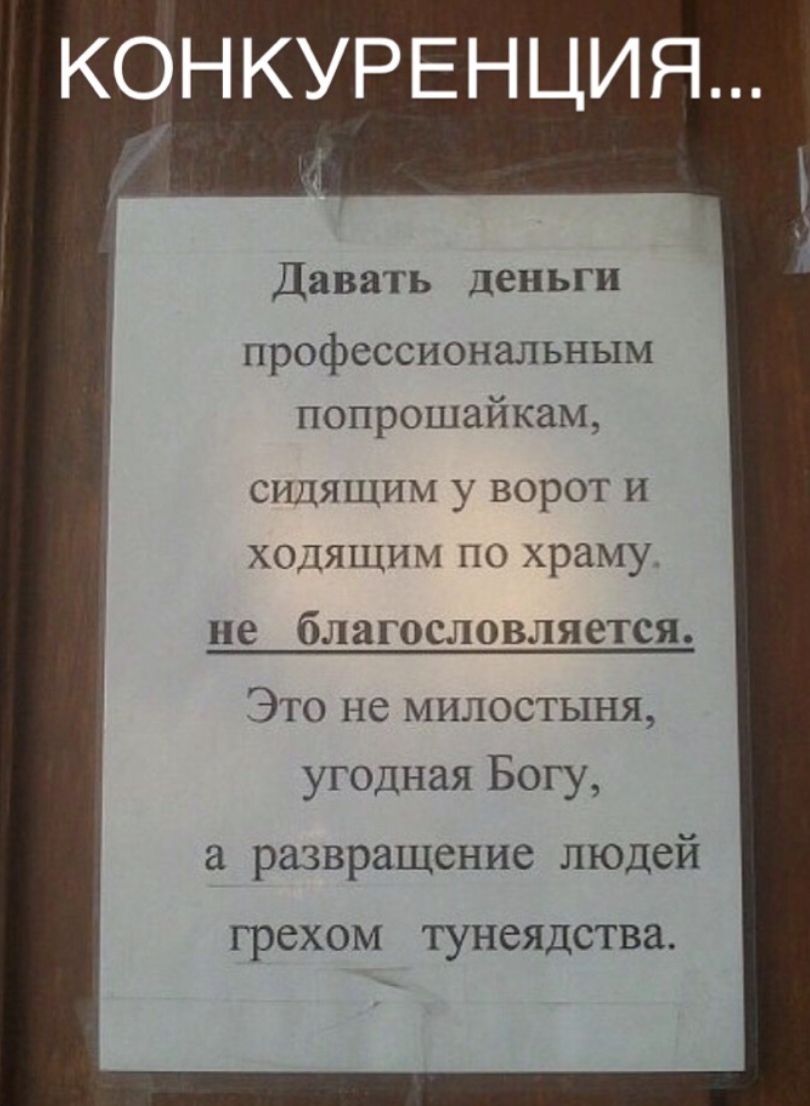 КОНКУРЕНЦИЯ...
Давать деньги
профессиональным
попрошайкам,
сидящим у ворот и
ходящим по храму.
не благословляется.
Это не милостыня,
угодная Богу,
а развращение людей
грехом тунеядства.